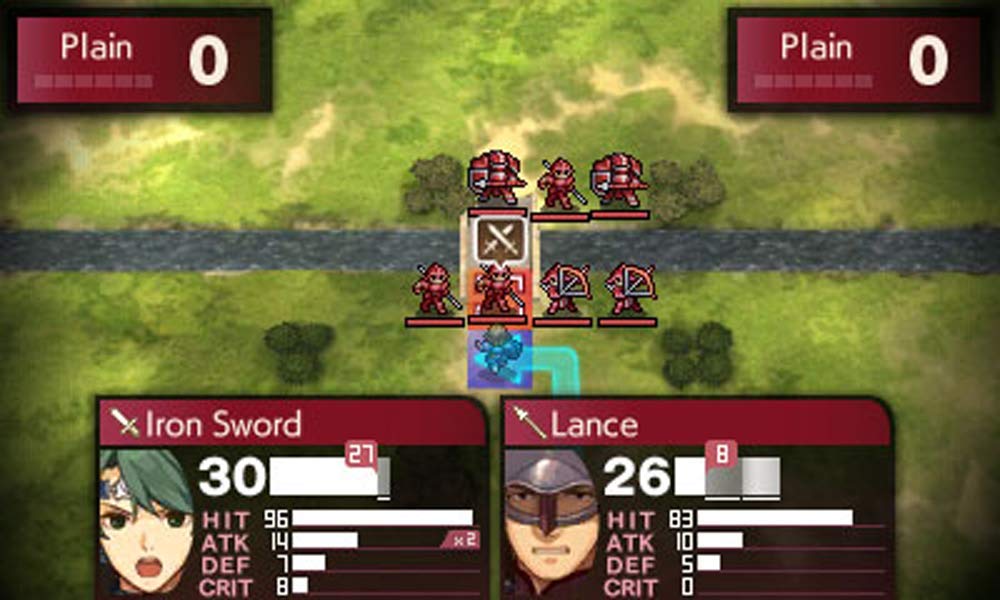 Plain 0
Plain 0
Iron Sword
30 27
HIT 96
ATK 14 x2
DEF 7
CRIT 8
Lance
26 8
HIT 83
ATK 10
DEF 5
CRIT 0